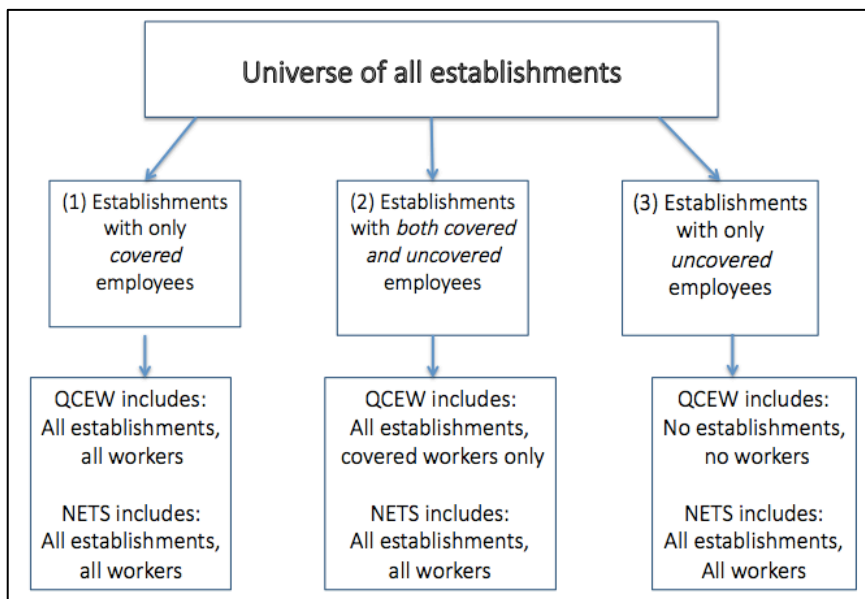 Universe of all establishments
(1) Establishments
with only
covered
employees
(2) Establishments
with both covered
and uncovered
employees
(3) Establishments
with only
uncovered
employees
QCEW includes:
All establishments,
all workers
NETS includes:
All establishments,
all workers
QCEW includes:
All establishments,
covered workers only
NETS includes:
All establishments,
all workers
QCEW includes:
No establishments,
no workers
NETS includes:
All establishments,
All workers